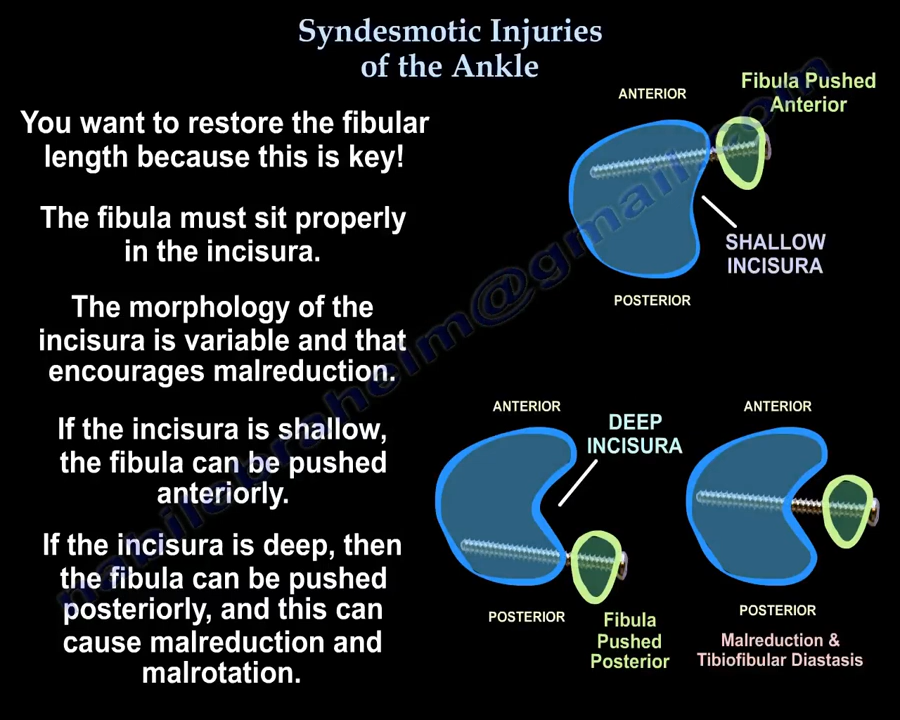 Syndesmotic Injuries
of the Ankle
You want to restore the fibular
length because this is key!
The fibula must sit properly
in the incisura.
The morphology of the
incisura is variable and that
encourages malreduction.
If the incisura is shallow,
the fibula can be pushed
anteriorly.
If the incisura is deep, then
the fibula can be pushed
posteriorly, and this can
cause malreduction and
malrotation.
Fibula Pushed
Anterior
ANTERIOR
SHALLOW
INCISURA
POSTERIOR
ANTERIOR
DEEP
INCISURA
POSTERIOR
Fibula
Pushed
Posterior
ANTERIOR
POSTERIOR
Malreduction &
Tibiofibular Diastasis